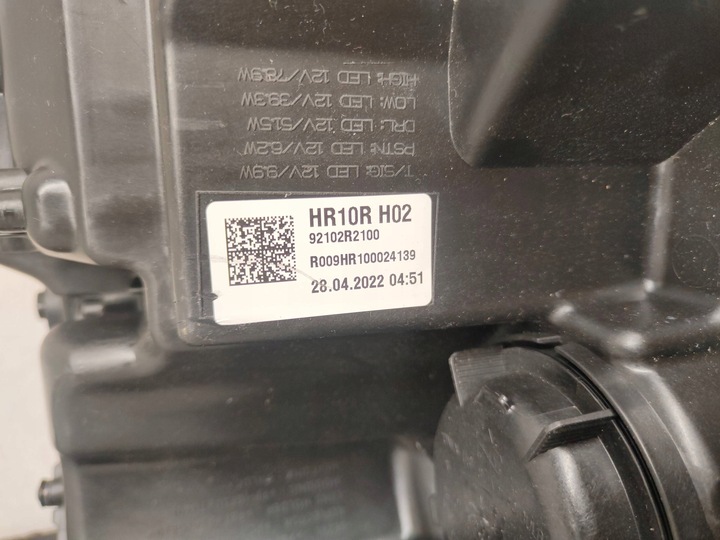 HIGH: LED 12V/78.9W
LOW: LED 12V/39.3W
DRL: LED 12V/51.5W
PSTN: LED 12V/6.2W
T/SIG: LED 12V/9.9W
HR10R H02
92102R2100
R009HR100024139
28.04.2022 04:51